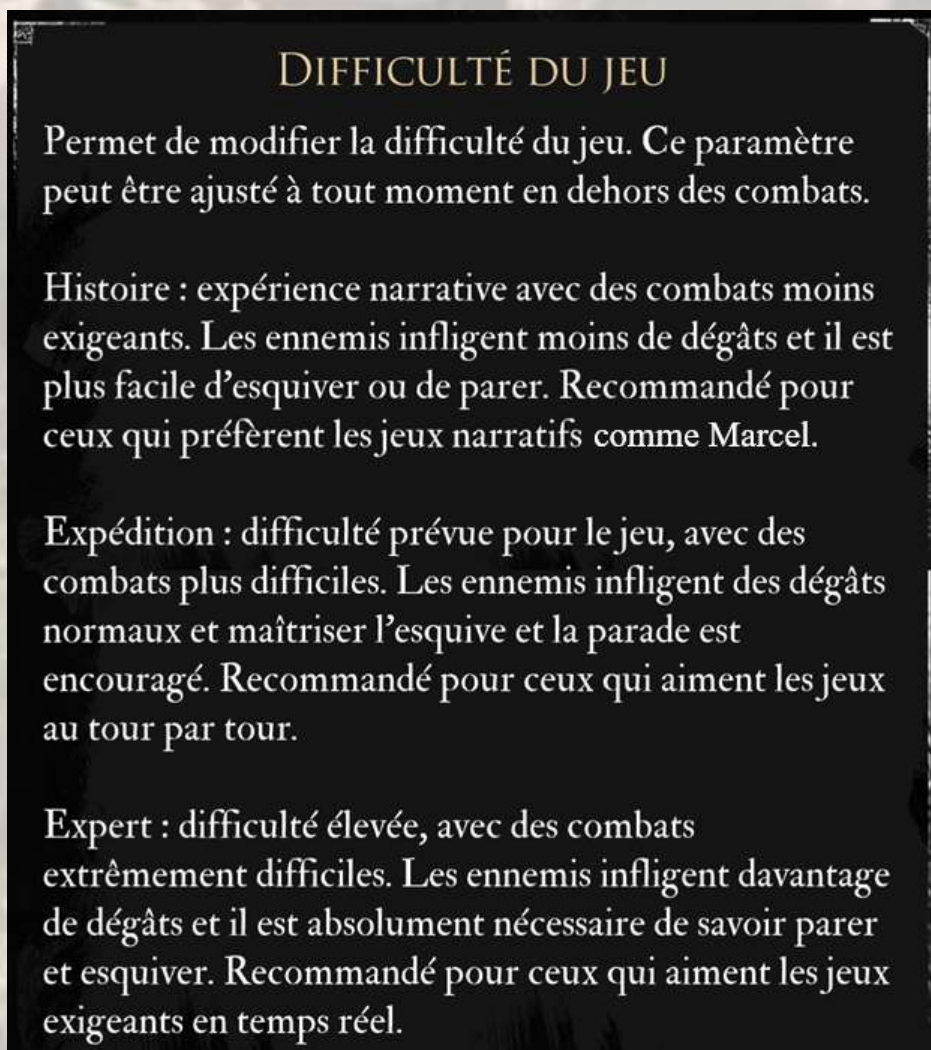 DIFFICULTÉ DU JEU
Permet de modifier la difficulté du jeu. Ce paramètre
peut être ajusté à tout moment en dehors des combats.
Histoire : expérience narrative avec des combats moins
exigeants. Les ennemis infligent moins de dégâts et il est
plus facile d’esquiver ou de parer. Recommandé pour
ceux qui préfèrent les jeux narratifs comme Marcel.
Expédition : difficulté prévue pour le jeu, avec des
combats plus difficiles. Les ennemis infligent des dégâts
normaux et maîtriser l’esquive et la parade est
encouragé. Recommandé pour ceux qui aiment les jeux
au tour par tour.
Expert : difficulté élevée, avec des combats
extrêmement difficiles. Les ennemis infligent davantage
de dégâts et il est absolument nécessaire de savoir parer
et esquiver. Recommandé pour ceux qui aiment les jeux
exigeants en temps réel.